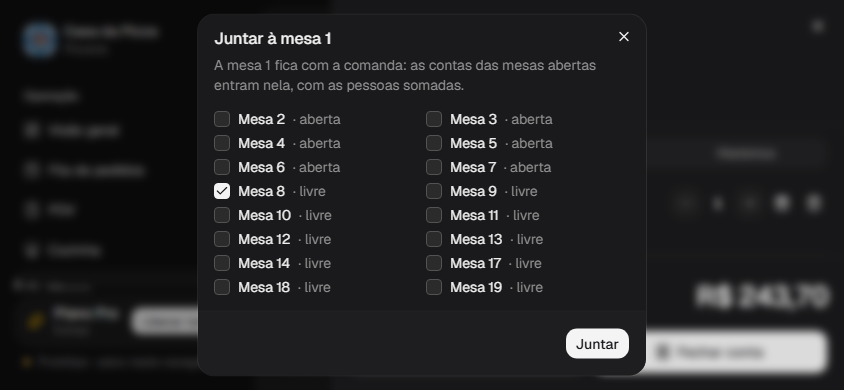 Juntar à mesa 1
A mesa 1 fica com a comanda: as contas das mesas abertas
entram nela, com as pessoas somadas.
Mesa 2 · aberta
Mesa 3 · aberta
Mesa 4 · aberta
Mesa 5 · aberta
Mesa 6 · aberta
Mesa 7 · aberta
Mesa 8 · livre
Mesa 9 · livre
Mesa 10 · livre
Mesa 11 · livre
Mesa 12 · livre
Mesa 13 · livre
Mesa 14 · livre
Mesa 17 · livre
Mesa 18 · livre
Mesa 19 · livre
R$ 243,70
Juntar
Fechar conta